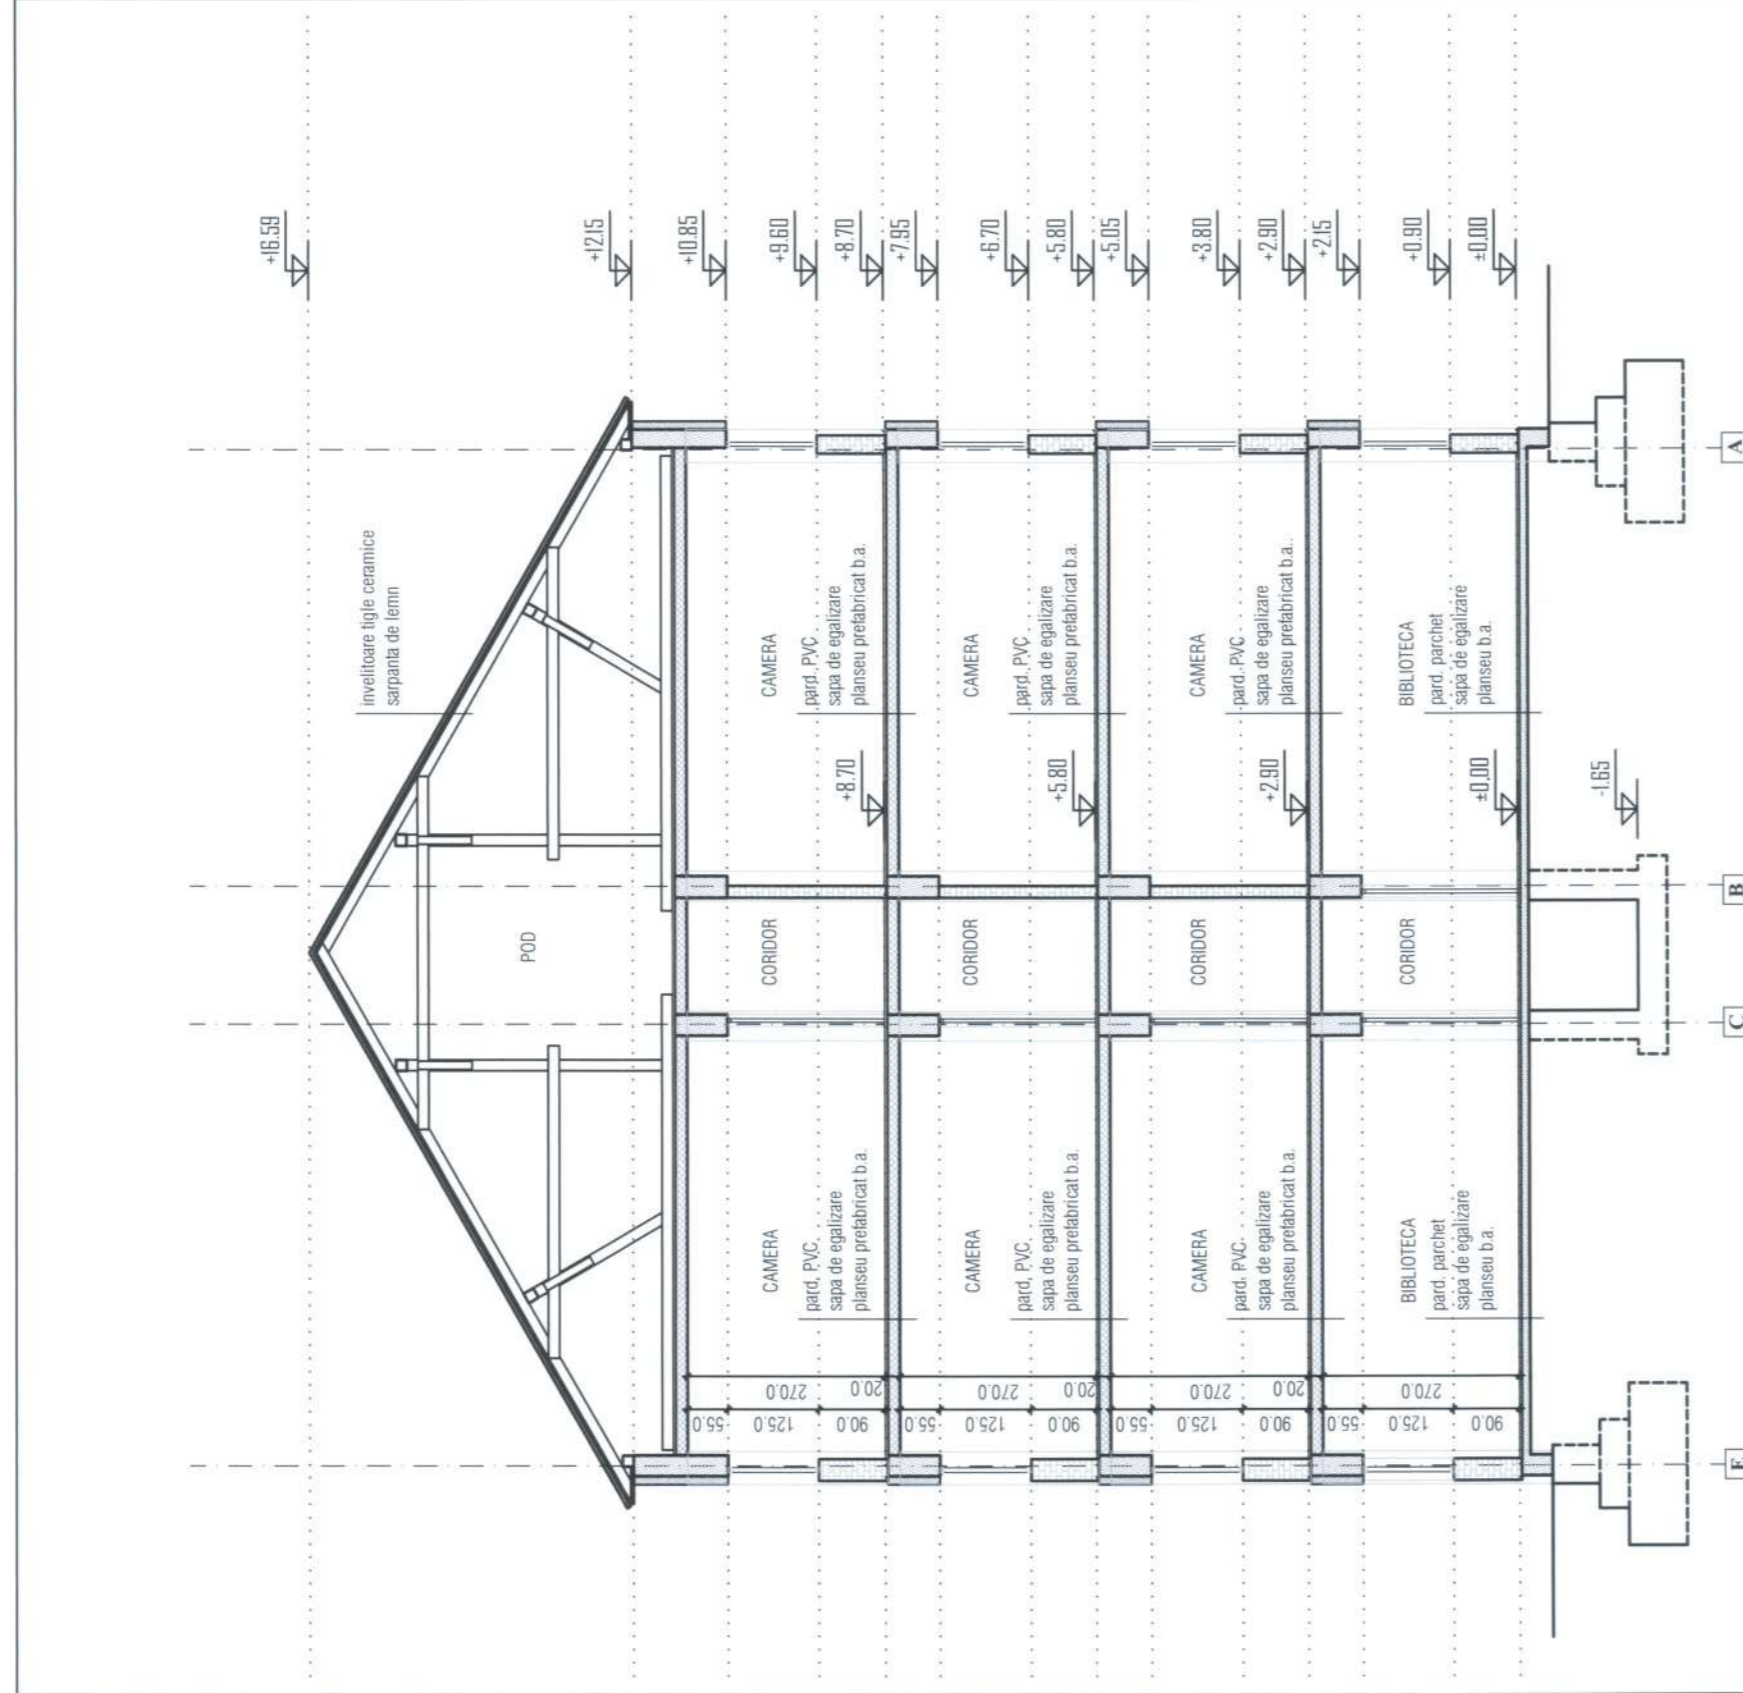 +16.59
+12.15
+10.85
+9.60
+8.70
+7.95
+6.70
+5.80
+5.05
+3.80
+2.90
+2.15
+0.90
±0.00
invelitoare tigle ceramice
sarpanta de lemn
POD
CAMERA
pard. PVC
sapa de egalizare
planseu prefabricat b.a.
+8.70
CORIDOR
CAMERA
pard. PVC
sapa de egalizare
planseu prefabricat b.a.
CAMERA
pard. PVC
sapa de egalizare
planseu prefabricat b.a.
+5.80
CORIDOR
CAMERA
pard. PVC
sapa de egalizare
planseu prefabricat b.a.
CAMERA
pard. PVC
sapa de egalizare
planseu prefabricat b.a.
+2.90
CORIDOR
CAMERA
pard. PVC
sapa de egalizare
planseu prefabricat b.a.
BIBLIOTECA
pard. parchet
sapa de egalizare
planseu b.a.
±0.00
CORIDOR
BIBLIOTECA
pard. parchet
sapa de egalizare
planseu b.a.
-1.65
270.0
20.0
270.0
20.0
270.0
20.0
270.0
55.0
125.0
90.0
55.0
125.0
90.0
55.0
125.0
90.0
55.0
125.0
90.0
E
C
B
A